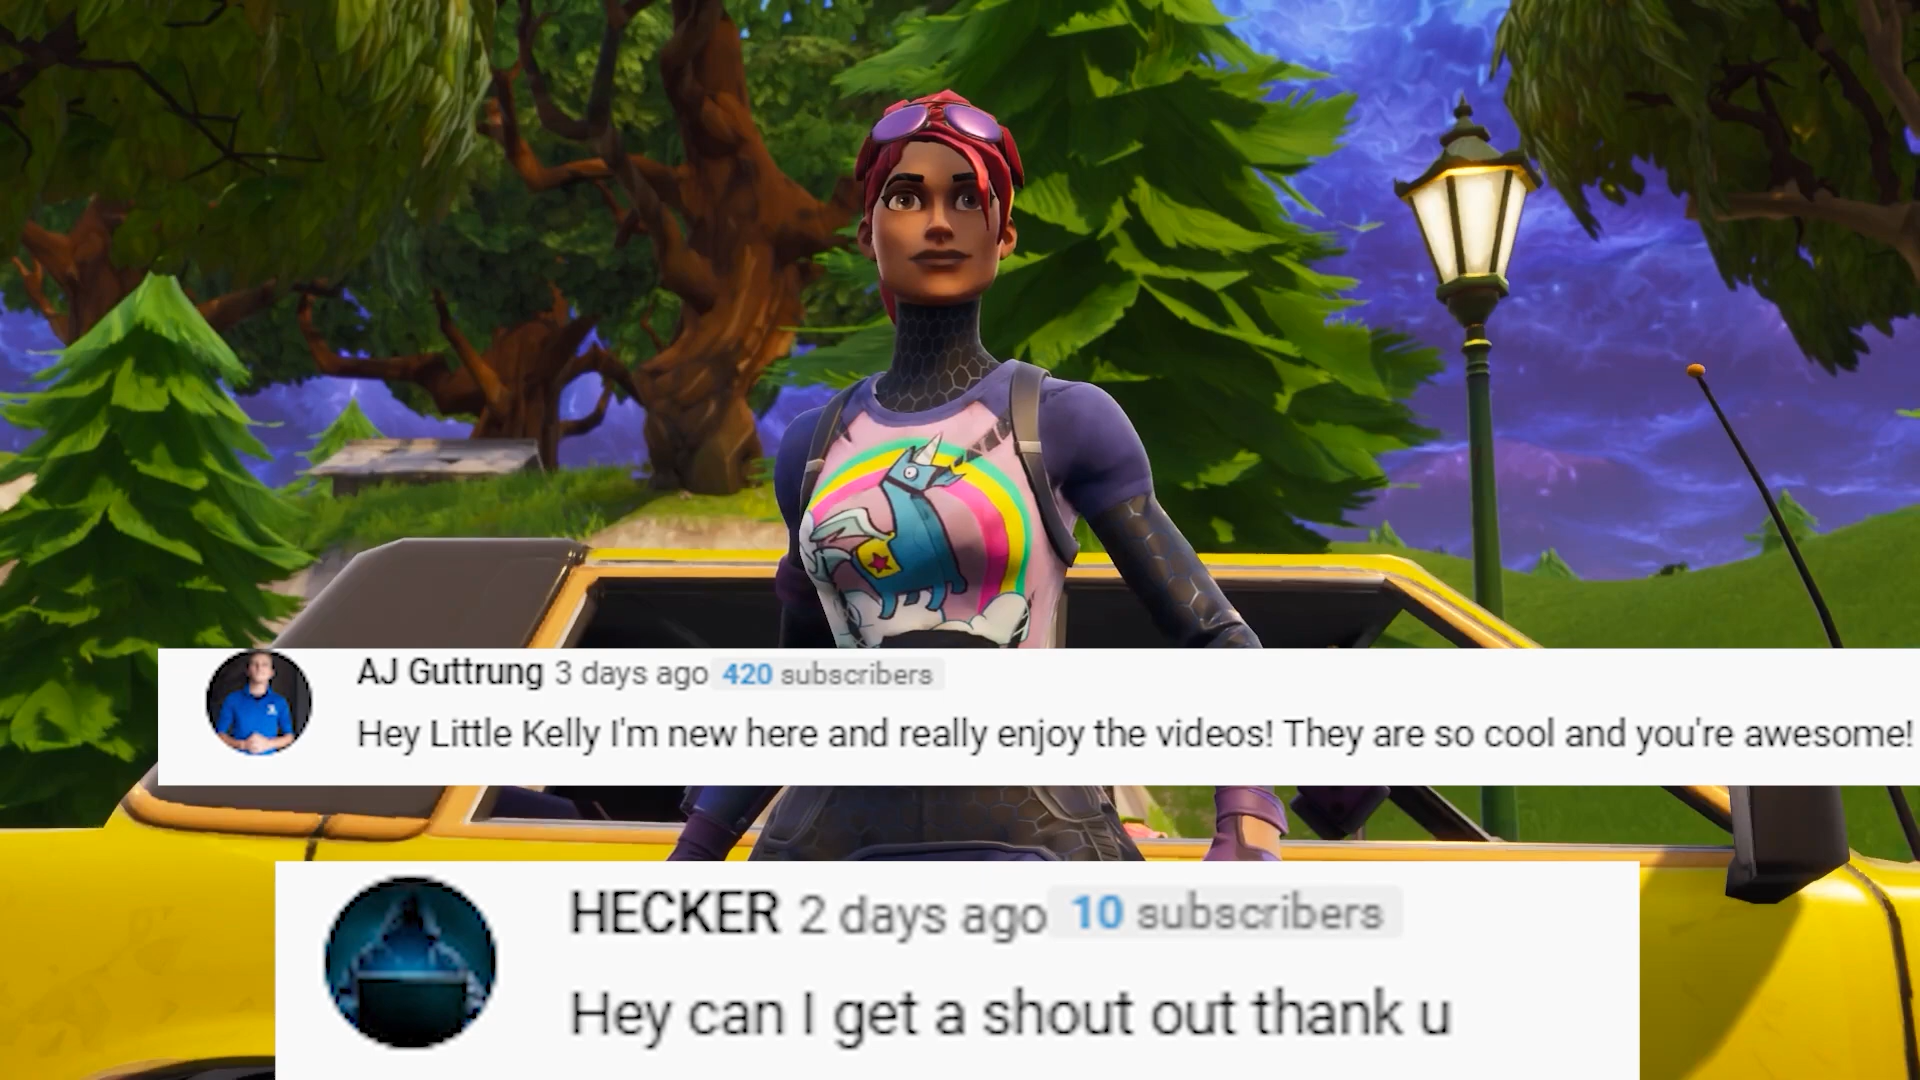 AJ Guttrung 3 days ago 420 subscribers
Hey Little Kelly I'm new here and really enjoy the videos! They are so cool and you're awesome!
HECKER 2 days ago 10 subscribers
Hey can I get a shout out thank u